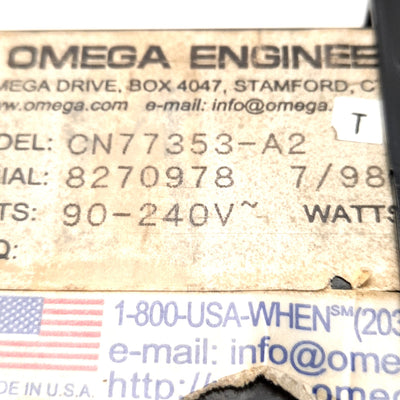 OMEGA ENGINEE
MEGA DRIVE, BOX 4047, STAMFORD, C
www.omega.com e-mail: info@omega.
T
DEL: CN77353-A2
IAL: 8270978 7/98
TS: 90-240V~ WATTS
Q:
1-800-USA-WHEN℠(203
e-mail: info@ome
MADE IN U.S.A. http:/